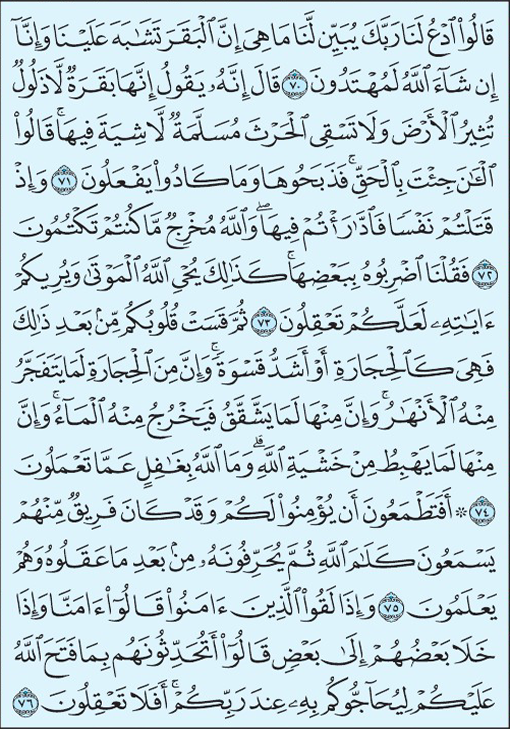 قَالُوا۟ ٱدْعُ لَنَا رَبَّكَ يُبَيِّن لَّنَا مَا هِىَ إِنَّ ٱلْبَقَرَ تَشَٰبَهَ عَلَيْنَا وَإِنَّآ
إِن شَآءَ ٱللَّهُ لَمُهْتَدُونَ ٧٠ قَالَ إِنَّهُۥ يَقُولُ إِنَّهَا بَقَرَةٌ لَّا ذَلُولٌ
تُثِيرُ ٱلْأَرْضَ وَلَا تَسْقِى ٱلْحَرْثَ مُسَلَّمَةٌ لَّا شِيَةَ فِيهَا ۚ قَالُوا۟
ٱلْـَٰٔنَ جِئْتَ بِٱلْحَقِّ ۚ فَذَبَحُوهَا وَمَا كَادُوا۟ يَفْعَلُونَ ٧١ وَإِذْ
قَتَلْتُمْ نَفْسًا فَٱدَّٰرَْٰٔتُمْ فِيهَا ۖ وَٱللَّهُ مُخْرِجٌ مَّا كُنتُمْ تَكْتُمُونَ
٧٢ فَقُلْنَا ٱضْرِبُوهُ بِبَعْضِهَا ۚ كَذَٰلِكَ يُحْىِ ٱللَّهُ ٱلْمَوْتَىٰ وَيُرِيكُمْ
ءَايَٰتِهِۦ لَعَلَّكُمْ تَعْقِلُونَ ٧٣ ثُمَّ قَسَتْ قُلُوبُكُم مِّنۢ بَعْدِ ذَٰلِكَ
فَهِىَ كَٱلْحِجَارَةِ أَوْ أَشَدُّ قَسْوَةً ۚ وَإِنَّ مِنَ ٱلْحِجَارَةِ لَمَا يَتَفَجَّرُ
مِنْهُ ٱلْأَنْهَٰرُ ۚ وَإِنَّ مِنْهَا لَمَا يَشَّقَّقُ فَيَخْرُجُ مِنْهُ ٱلْمَآءُ ۚ وَإِنَّ
مِنْهَا لَمَا يَهْبِطُ مِنْ خَشْيَةِ ٱللَّهِ ۗ وَمَا ٱللَّهُ بِغَٰفِلٍ عَمَّا تَعْمَلُونَ
٧٤ ۞ أَفَتَطْمَعُونَ أَن يُؤْمِنُوا۟ لَكُمْ وَقَدْ كَانَ فَرِيقٌ مِّنْهُمْ
يَسْمَعُونَ كَلَٰمَ ٱللَّهِ ثُمَّ يُحَرِّفُونَهُۥ مِنۢ بَعْدِ مَا عَقَلُوهُ وَهُمْ
يَعْلَمُونَ ٧٥ وَإِذَا لَقُوا۟ ٱلَّذِينَ ءَامَنُوا۟ قَالُوٓا۟ ءَامَنَّا وَإِذَا
خَلَا بَعْضُهُمْ إِلَىٰ بَعْضٍ قَالُوٓا۟ أَتُحَدِّثُونَهُم بِمَا فَتَحَ ٱللَّهُ
عَلَيْكُمْ لِيُحَآجُّوكُم بِهِۦ عِندَ رَبِّكُمْ ۚ أَفَلَا تَعْقِلُونَ ٧٦